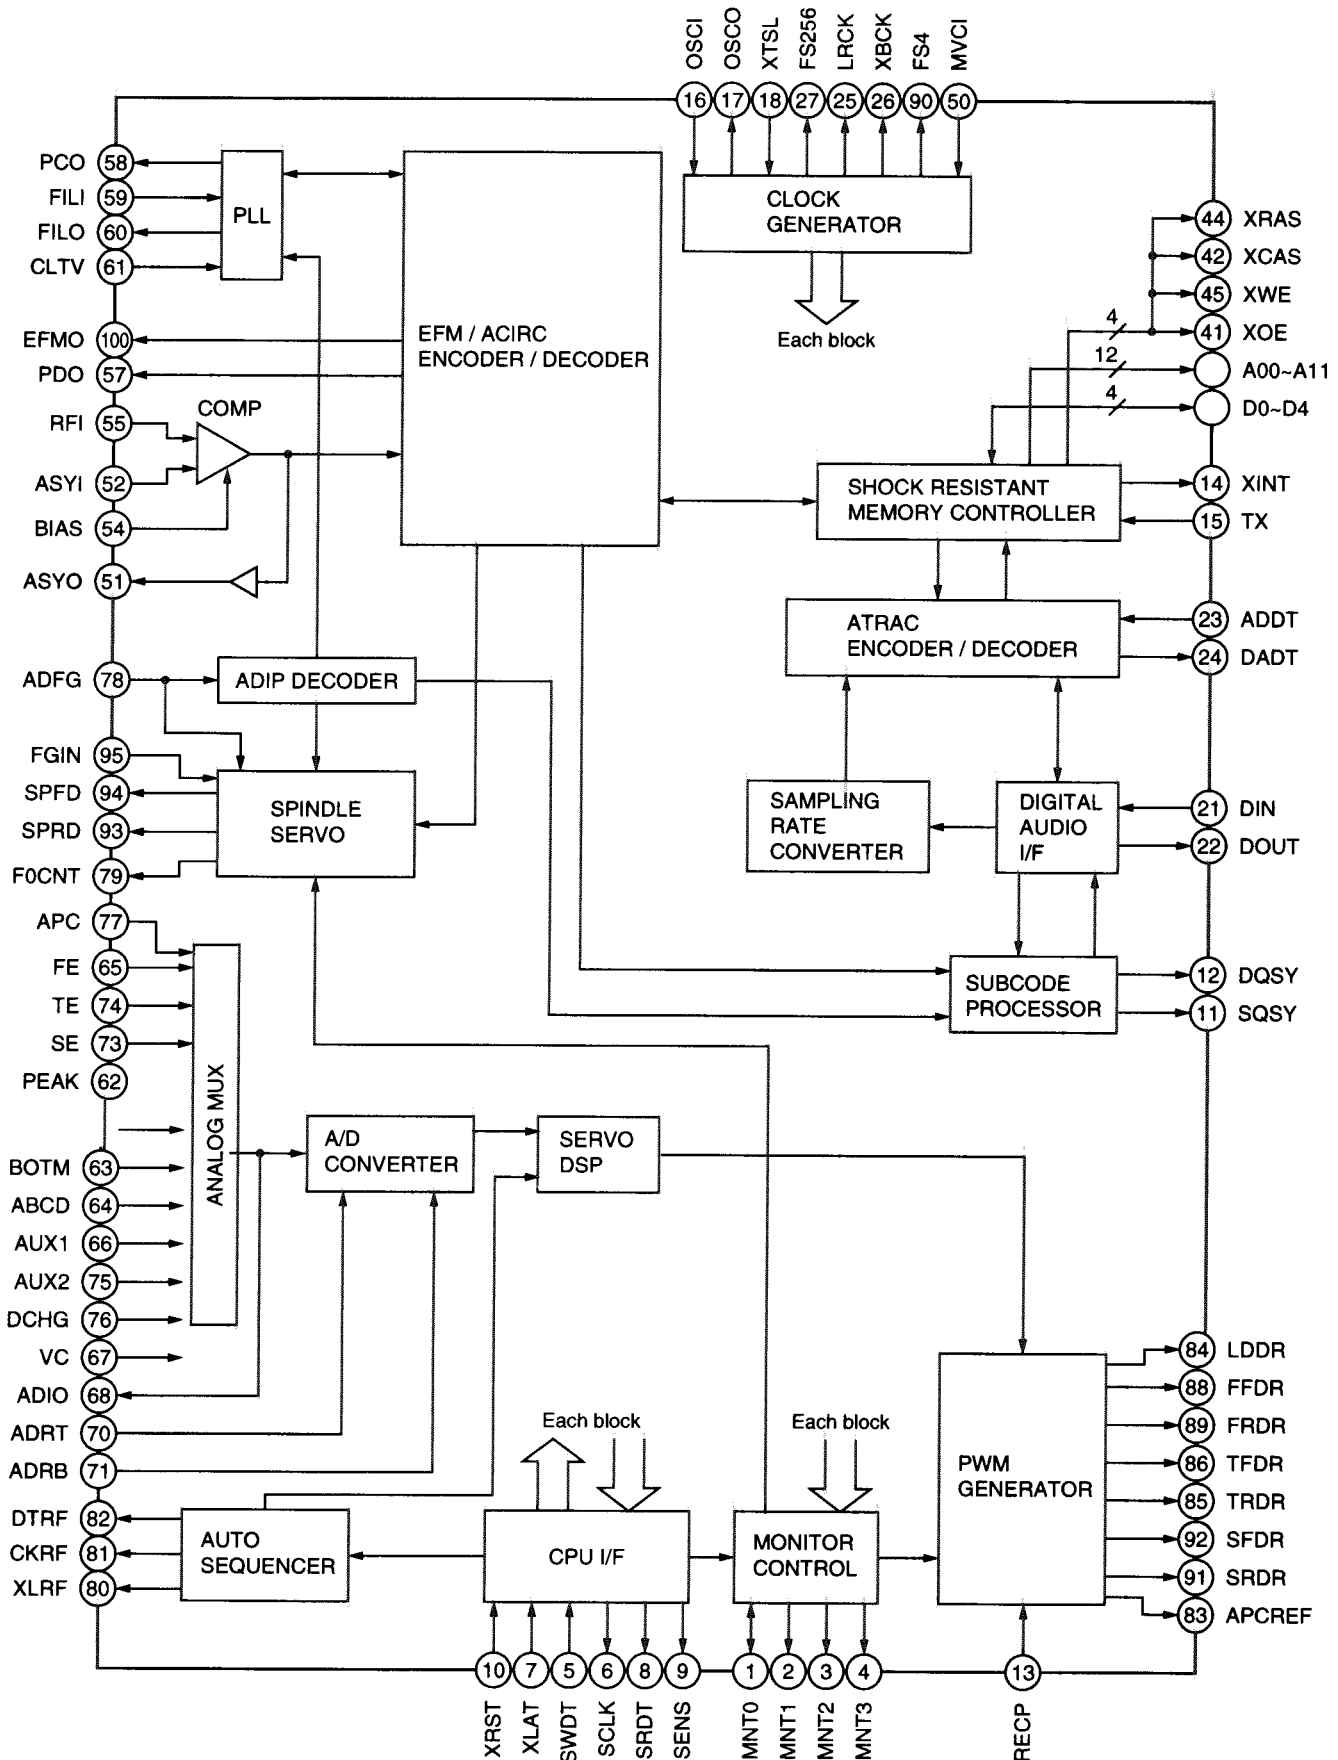 OSCI
OSCO
XTSL
FS256
LRCK
XBCK
FS4
MVCI
16
17
18
27
25
26
90
50
PCO 58
FILI 59
FILO 60
CLTV 61
PLL
CLOCK
GENERATOR
Each block
44 XRAS
42 XCAS
45 XWE
4
41 XOE
12
A00~A11
4
D0~D4
EFMO 100
PDO 57
EFM / ACIRC
ENCODER / DECODER
COMP
RFI 55
ASYI 52
BIAS 54
ASYO 51
SHOCK RESISTANT
MEMORY CONTROLLER
14 XINT
15 TX
ATRAC
ENCODER / DECODER
23 ADDT
24 DADT
ADFG 78
ADIP DECODER
FGIN 95
SPFD 94
SPRD 93
F0CNT 79
SPINDLE
SERVO
SAMPLING
RATE
CONVERTER
DIGITAL
AUDIO
I/F
21 DIN
22 DOUT
APC 77
FE 65
TE 74
SE 73
PEAK 62
SUBCODE
PROCESSOR
12 DQSY
11 SQSY
ANALOG MUX
A/D
CONVERTER
SERVO
DSP
BOTM 63
ABCD 64
AUX1 66
AUX2 75
DCHG 76
VC 67
ADIO 68
ADRT 70
ADRB 71
DTRF 82
CKRF 81
XLRF 80
AUTO
SEQUENCER
Each block
CPU I/F
Each block
MONITOR
CONTROL
PWM
GENERATOR
84 LDDR
88 FFDR
89 FRDR
86 TFDR
85 TRDR
92 SFDR
91 SRDR
83 APCREF
10
7
5
6
8
9
1
2
3
4
13
XRST
XLAT
SWDT
SCLK
SRDT
SENS
MNT0
MNT1
MNT2
MNT3
RECP